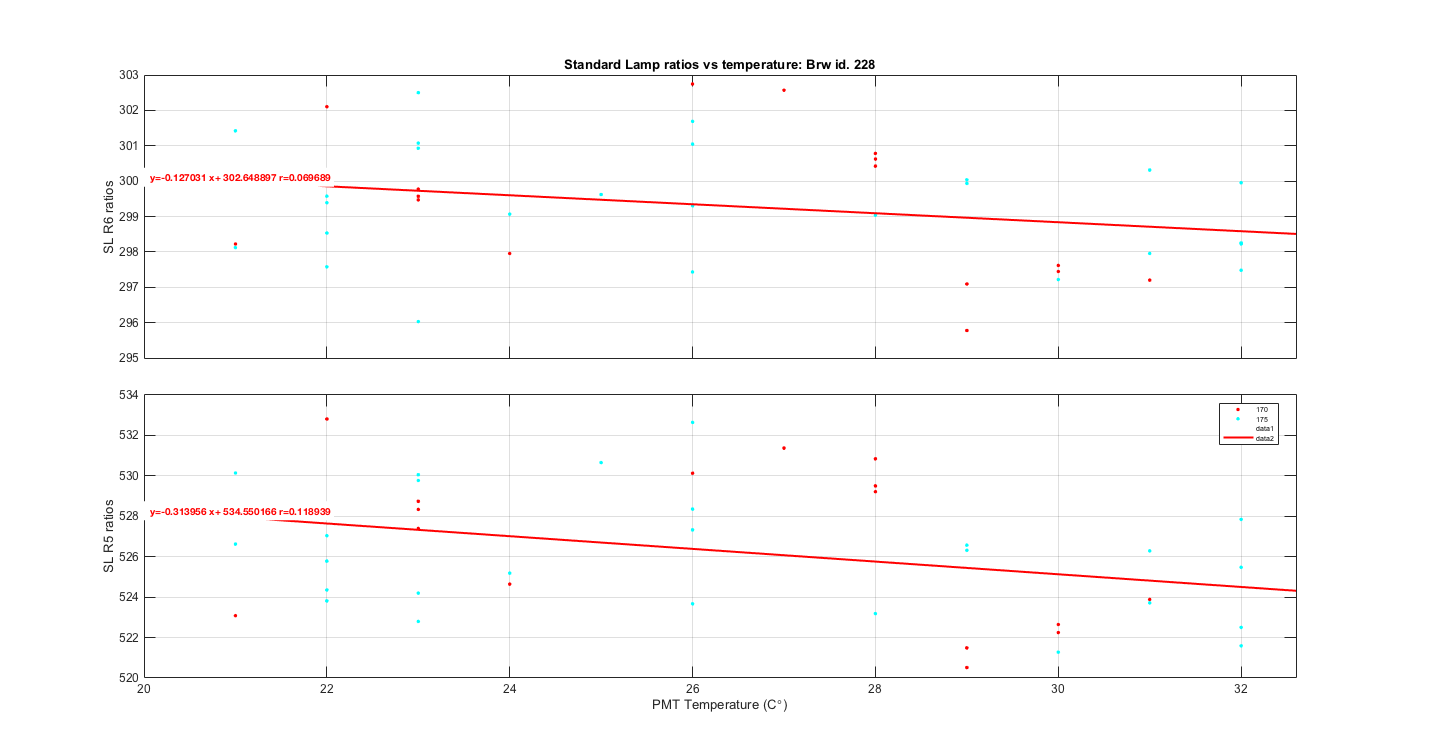 Standard Lamp ratios vs temperature: Brw id. 228
303
302
301
300
299
298
297
296
295
SL R6 ratios
y=-0.127031 x+ 302.648897 r=0.069689
534
532
530
528
526
524
522
520
SL R5 ratios
y=-0.313956 x+ 534.550166 r=0.118939
170
175
data1
data2
20 22 24 26 28 30 32
PMT Temperature (C°)